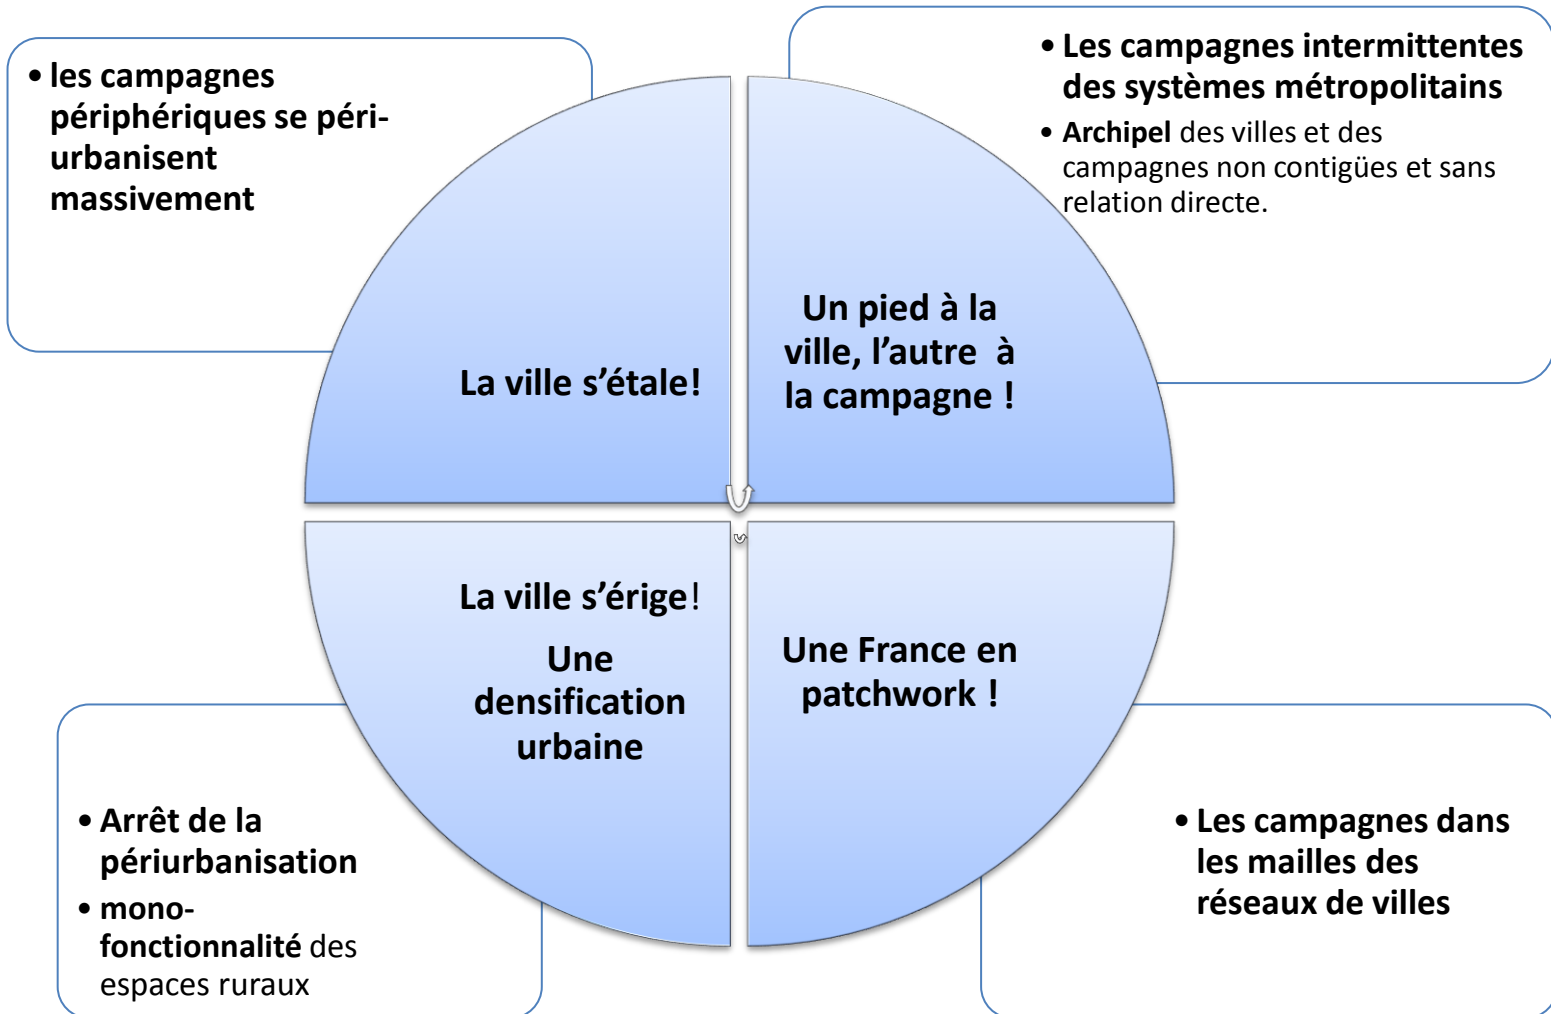 • les campagnes
périphériques se péri-
urbanisent
massivement
• Les campagnes intermittentes
des systèmes métropolitains
• Archipel des villes et des
campagnes non contigües et sans
relation directe.
La ville s’étale!
Un pied à la
ville, l’autre à
la campagne !
La ville s’érige!
Une
densification
urbaine
Une France en
patchwork !
• Arrêt de la
périurbanisation
• mono-
fonctionnalité des
espaces ruraux
• Les campagnes dans
les mailles des
réseaux de villes